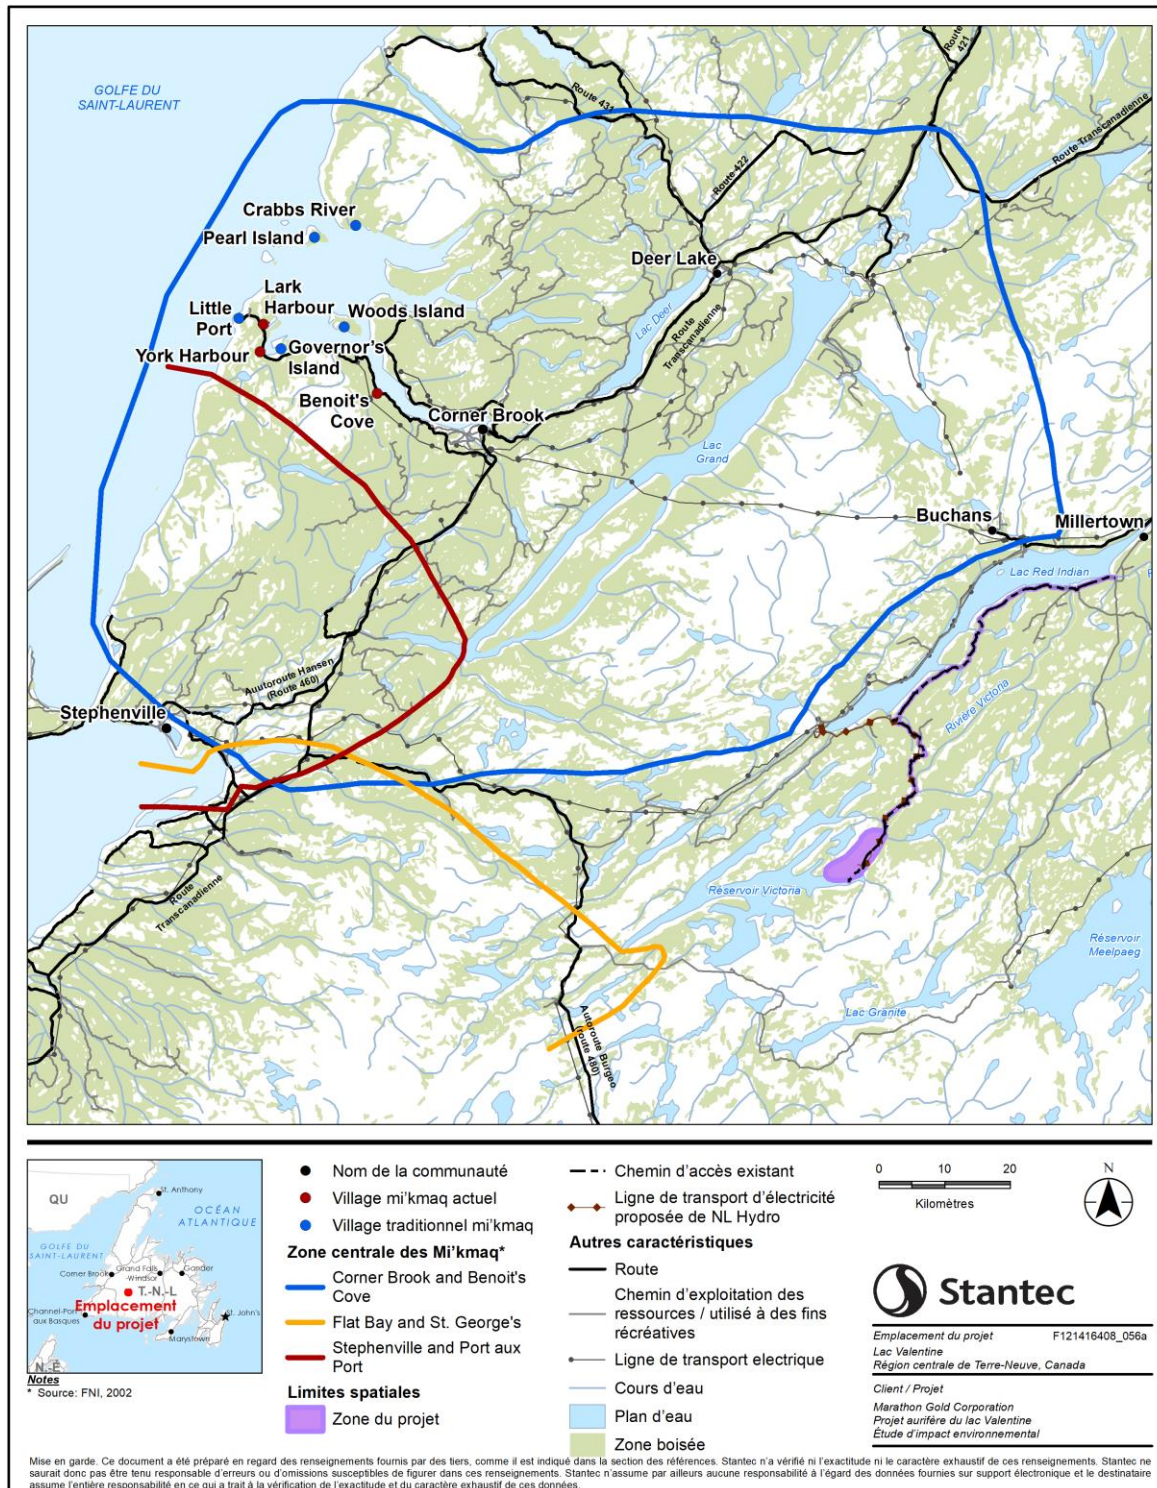 GOLFE DU
SAINT-LAURENT
Route 421
Route 431
Route Transcanadienne
Route 422
Crabbs River
Pearl Island
Deer Lake
Lark
Harbour
Little
Port
Woods Island
Lac Deer
Route
Transcanadienne
York Harbour
Governor's
Island
Benoit's
Cove
Corner Brook
Lac
Grand
Buchans
Millertown
Lac Red Indian
Auutoroute Hansen
(Route 460)
Stephenville
Rivière Victoria
Route
Transcanadienne
Réservoir Victoria
Réservoir
Meelpaeg
Lac Granite
Autoroute Burgeo
(route 480)
QU
St. Anthony
OCÉAN
ATLANTIQUE
GOLFE DU
SAINT-LAURENT
Corner Brook
Grand Falls
-Windsor
Gander
T.-N.-L
Emplacement
du projet
Channel-Port
aux Basques
St. John's
Marystown
N.-É
Notes
* Source: FNI, 2002
Nom de la communauté
Village mi'kmaq actuel
Village traditionnel mi'kmaq
Zone centrale des Mi'kmaq*
Corner Brook and Benoit's
Cove
Flat Bay and St. George's
Stephenville and Port aux
Port
Limites spatiales
Zone du projet
Chemin d'accès existant
Ligne de transport d'électricité
proposée de NL Hydro
Autres caractéristiques
Route
Chemin d'exploitation des
ressources / utilisé à des fins
récréatives
Ligne de transport electrique
Cours d'eau
Plan d'eau
Zone boisée
0 10 20
Kilomètres
N
Stantec
Emplacement du projet F121416408_056a
Lac Valentine
Région centrale de Terre-Neuve, Canada
Client / Projet
Marathon Gold Corporation
Projet aurifère du lac Valentine
Étude d'impact environnemental
Mise en garde. Ce document a été préparé en regard des renseignements fournis par des tiers, comme il est indiqué dans la section des références. Stantec n'a vérifié ni l'exactitude ni le caractère exhaustif de ces renseignements. Stantec ne
saurait donc pas être tenu responsable d'erreurs ou d'omissions susceptibles de figurer dans ces renseignements. Stantec n'assume par ailleurs aucune responsabilité à l'égard des données fournies sur support électronique et le destinataire
assume l'entière responsabilité en ce qui a trait à la vérification de l'exactitude et du caractère exhaustif de ces données.